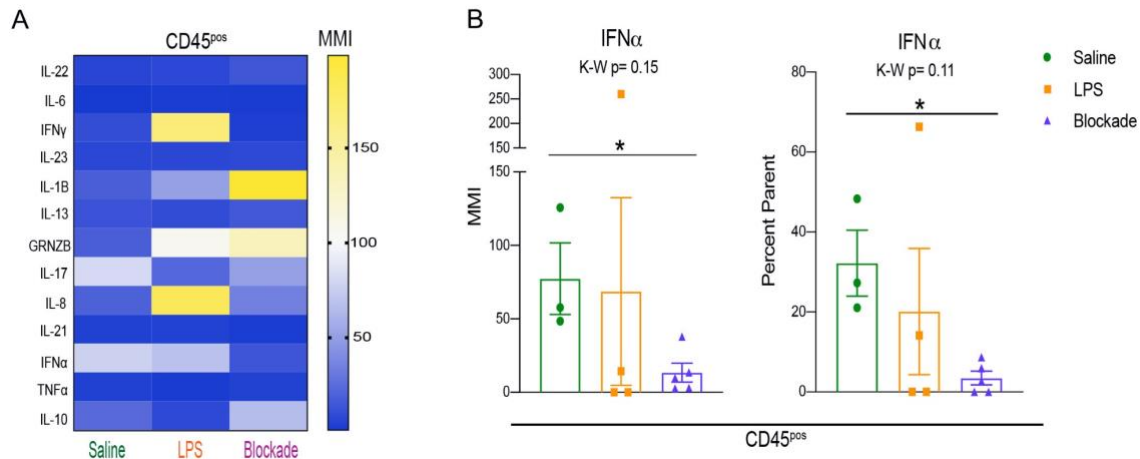 A
CD45pos
MMI
IL-22
IL-6
IFNγ
IL-23
IL-1B
IL-13
GRNZB
IL-17
IL-8
IL-21
IFNα
TNFα
IL-10
150
100
50
Saline LPS Blockade
B
IFNα
K-W p= 0.15
300
250
200
150
*
150
100
50
0
MMI
IFNα
K-W p= 0.11
80
60
40
20
0
*
Percent Parent
Saline
LPS
Blockade
CD45pos